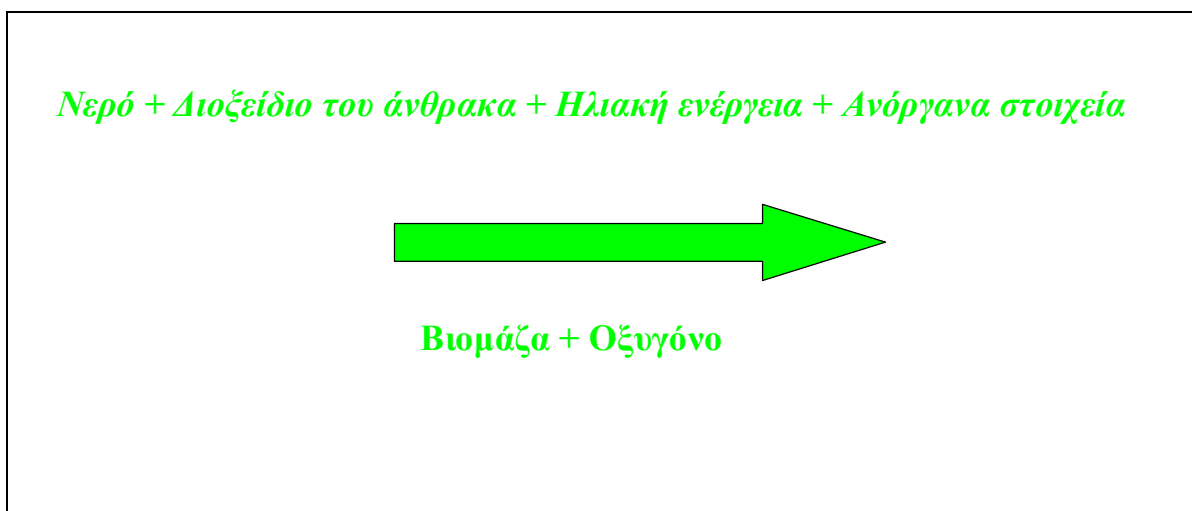 Νερό + Διοξείδιο του άνθρακα + Ηλιακή ενέργεια + Ανόργανα στοιχεία
Βιομάζα + Οξυγόνο